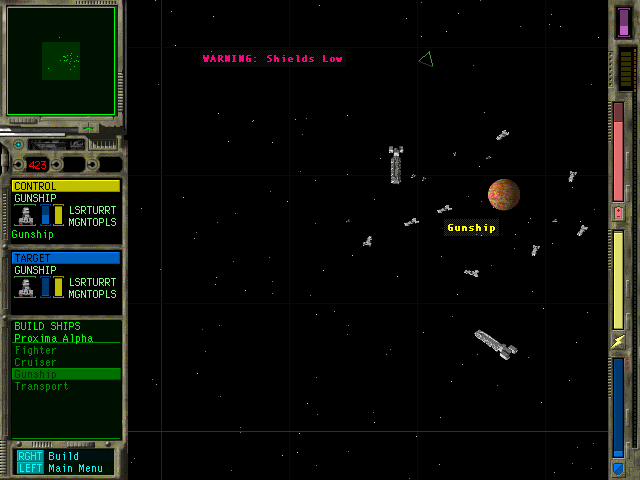 WARNING: Shields Low
423
CONTROL
GUNSHIP
LSRTURRT
MGNTOPLS
Gunship
TARGET
GUNSHIP
LSRTURRT
MGNTOPLS
BUILD SHIPS
Proxima Alpha
Fighter
Cruiser
Gunship
Transport
RGHT Build
LEFT Main Menu
Gunship